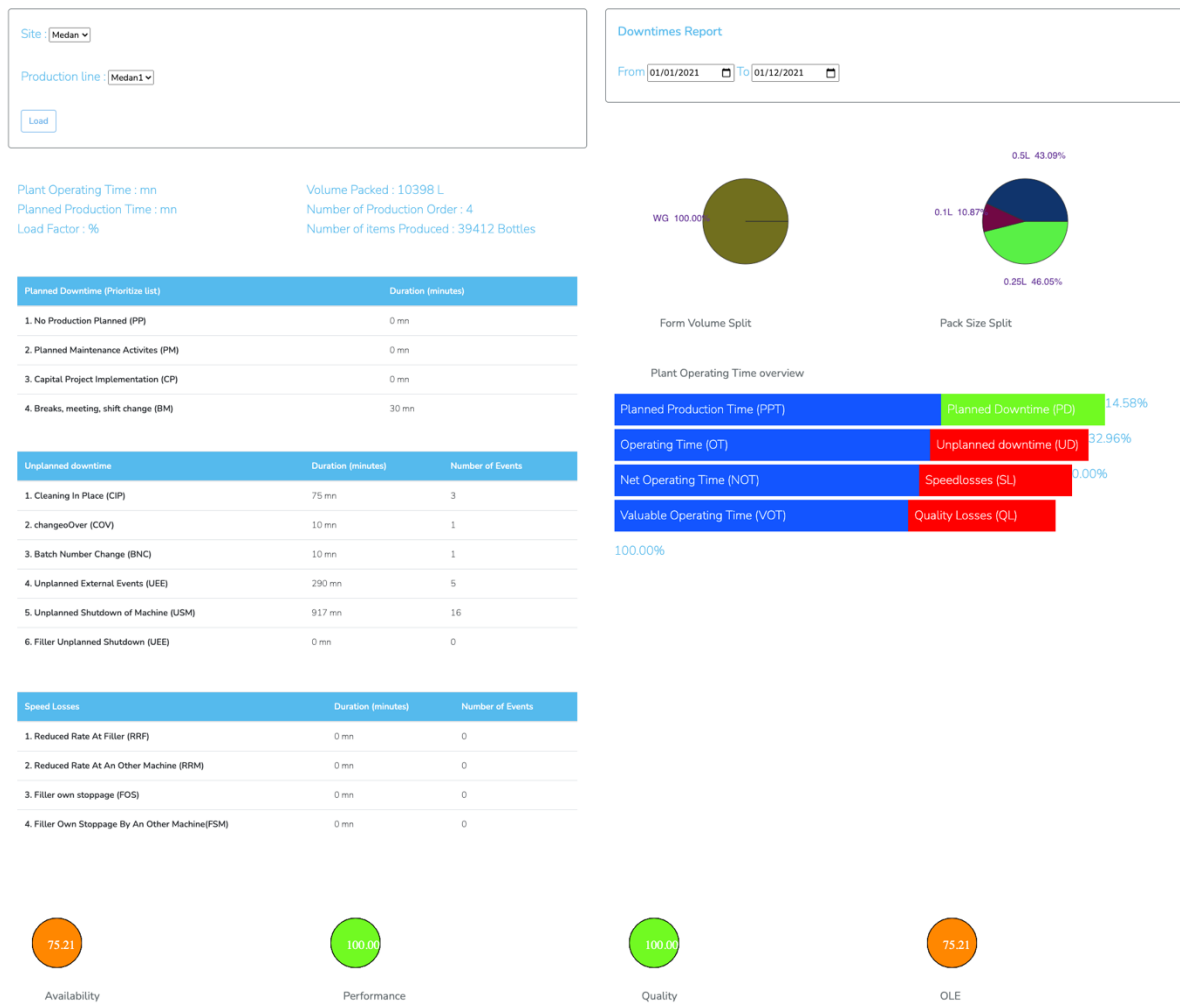 Site : Medan
Production line : Medan1
Load
Downtimes Report
From 01/01/2021 To 01/12/2021
Plant Operating Time : mn
Planned Production Time : mn
Load Factor : %
Volume Packed : 10398 L
Number of Production Order : 4
Number of items Produced : 39412 Bottles
WG 100.00%
Form Volume Split
0.5L 43.09%
0.1L 10.87%
0.25L 46.05%
Pack Size Split
Planned Downtime (Prioritize list) Duration (minutes)
1. No Production Planned (PP) 0 mn
2. Planned Maintenance Activites (PM) 0 mn
3. Capital Project Implementation (CP) 0 mn
4. Breaks, meeting, shift change (BM) 30 mn
Plant Operating Time overview
Planned Production Time (PPT) Planned Downtime (PD) 14.58%
Operating Time (OT) Unplanned downtime (UD) 32.96%
Net Operating Time (NOT) Speedlosses (SL) 0.00%
Valuable Operating Time (VOT) Quality Losses (QL)
100.00%
Unplanned downtime Duration (minutes) Number of Events
1. Cleaning In Place (CIP) 75 mn 3
2. changeoOver (COV) 10 mn 1
3. Batch Number Change (BNC) 10 mn 1
4. Unplanned External Events (UEE) 290 mn 5
5. Unplanned Shutdown of Machine (USM) 917 mn 16
6. Filler Unplanned Shutdown (UEE) 0 mn 0
Speed Losses Duration (minutes) Number of Events
1. Reduced Rate At Filler (RRF) 0 mn 0
2. Reduced Rate At An Other Machine (RRM) 0 mn 0
3. Filler own stoppage (FOS) 0 mn 0
4. Filler Own Stoppage By An Other Machine(FSM) 0 mn 0
75.21 100.00 100.00 75.21
Availability Performance Quality OLE